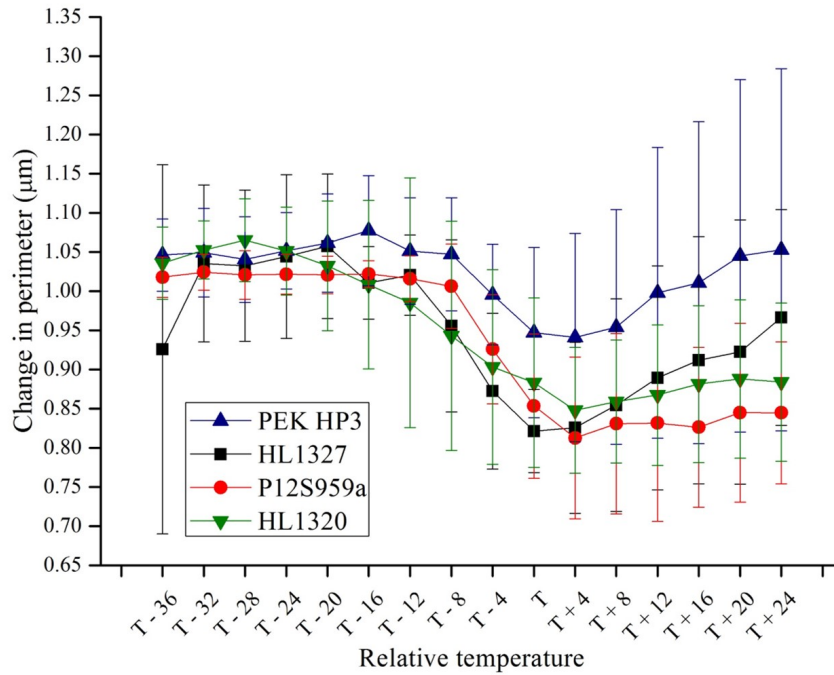 1.35
1.30
1.25
1.20
1.15
1.10
1.05
1.00
0.95
0.90
0.85
0.80
0.75
0.70
0.65
Change in perimeter (μm)
PEK HP3
HL1327
P12S959a
HL1320
T - 36
T - 32
T - 28
T - 24
T - 20
T - 16
T - 12
T - 8
T - 4
T
T + 4
T + 8
T + 12
T + 16
T + 20
T + 24
Relative temperature